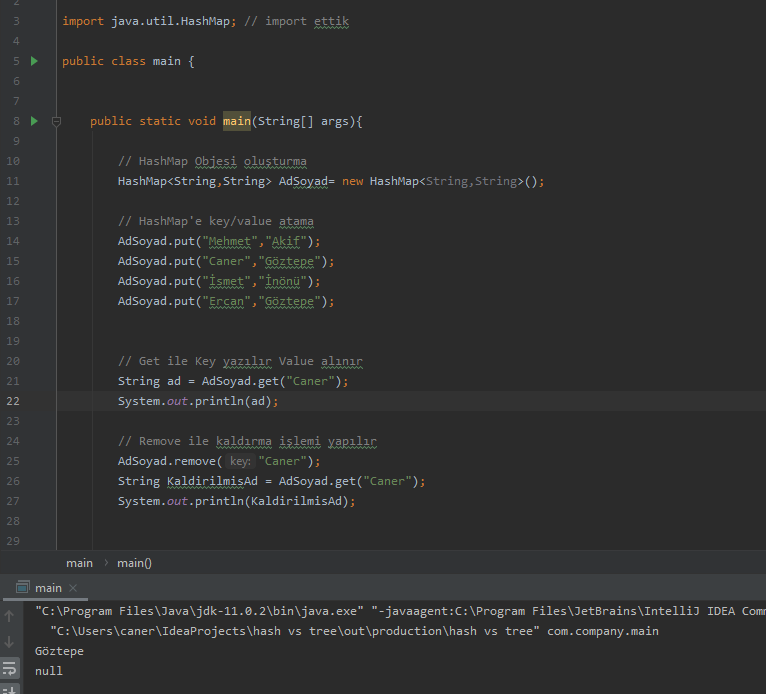 2
3 import java.util.HashMap; // import ettik
4
5 public class main {
6
7
8 public static void main(String[] args){
9
10 // HashMap Objesi oluşturma
11 HashMap<String,String> AdSoyad= new HashMap<String,String>();
12
13 // HashMap'e key/value atama
14 AdSoyad.put("Mehmet","Akif");
15 AdSoyad.put("Caner","Göztepe");
16 AdSoyad.put("İsmet","İnönü");
17 AdSoyad.put("Ercan","Göztepe");
18
19
20 // Get ile Key yazılır Value alınır
21 String ad = AdSoyad.get("Caner");
22 System.out.println(ad);
23
24 // Remove ile kaldırma işlemi yapılır
25 AdSoyad.remove( key: "Caner");
26 String KaldirilmisAd = AdSoyad.get("Caner");
27 System.out.println(KaldirilmisAd);
28
29
main › main()
main ×
"C:\Program Files\Java\jdk-11.0.2\bin\java.exe" "-javaagent:C:\Program Files\JetBrains\IntelliJ IDEA Comm
"C:\Users\caner\IdeaProjects\hash vs tree\out\production\hash vs tree" com.company.main
Göztepe
null